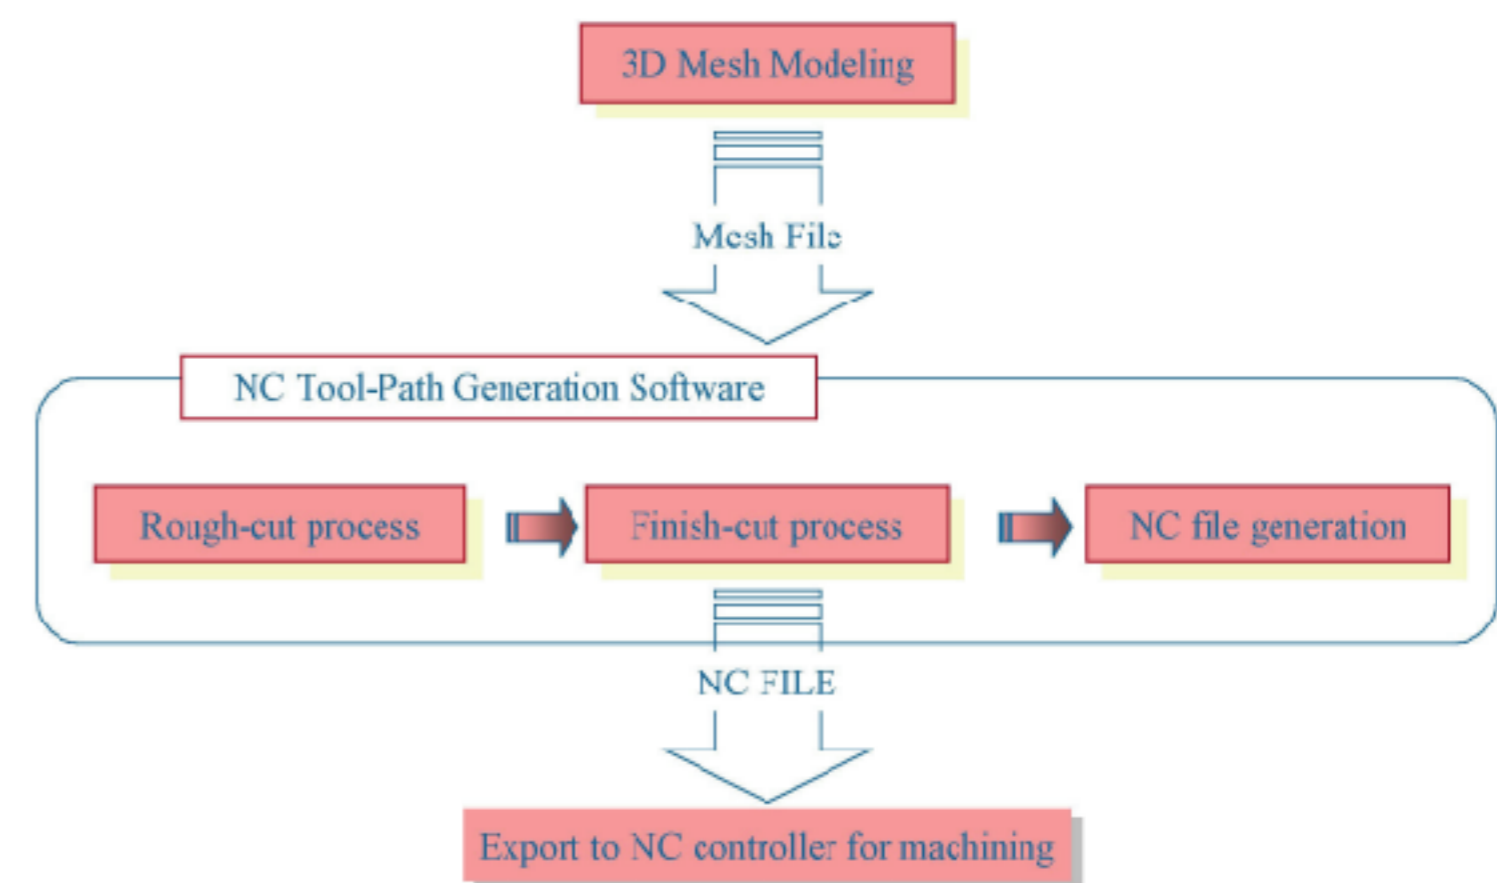 3D Mesh Modeling
Mesh File
NC Tool-Path Generation Software
Rough-cut process
Finish-cut process
NC file generation
NC FILE
Export to NC controller for machining